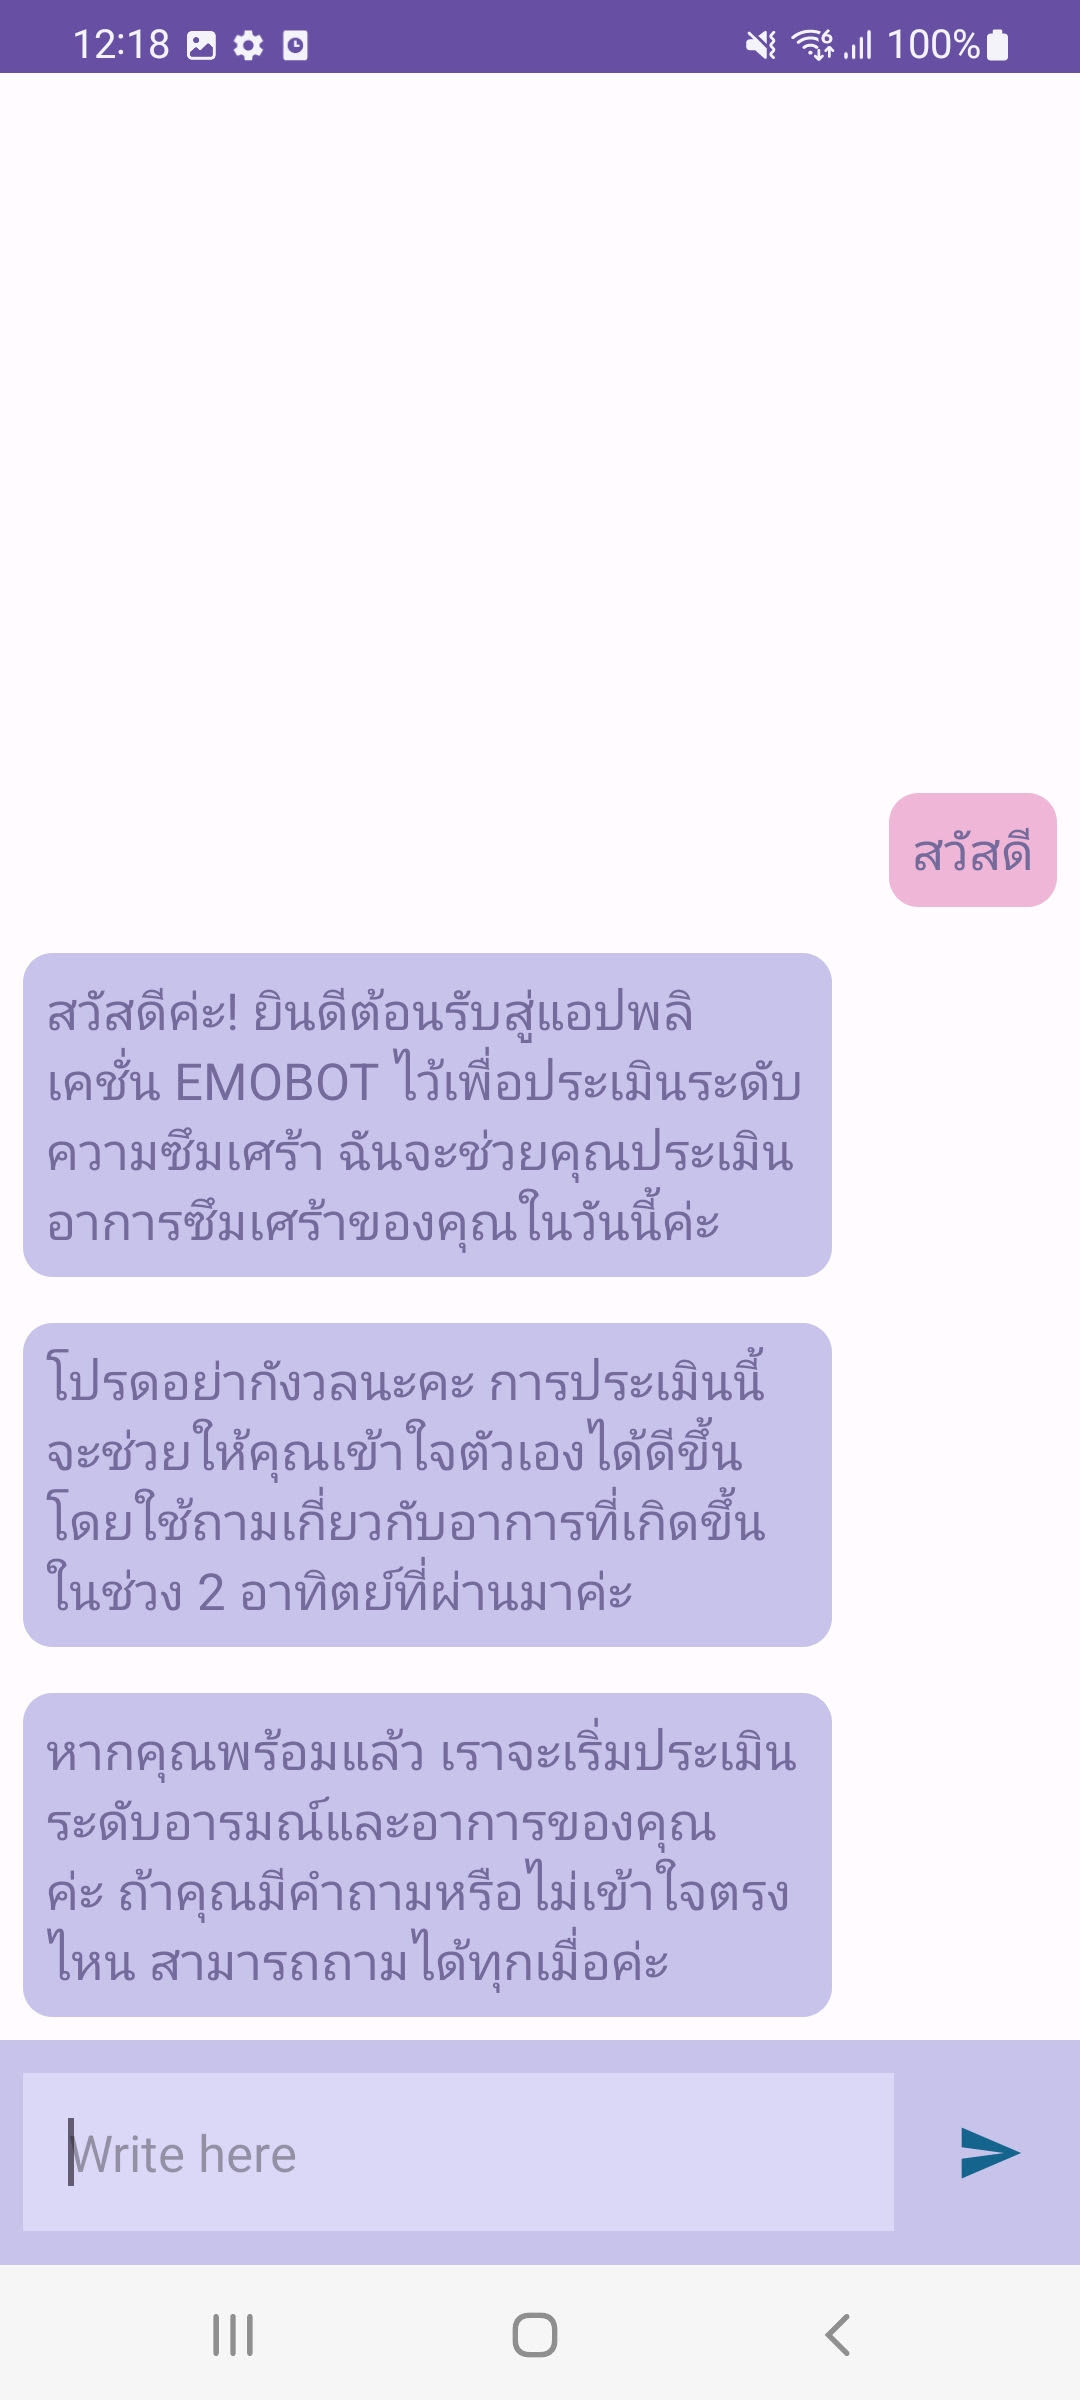 12:18
6
100%
สวัสดี
สวัสดีค่ะ! ยินดีต้อนรับสู่แอปพลิ
เคชั่น EMOBOT ไว้เพื่อประเมินระดับ
ความซึมเศร้า ฉันจะช่วยคุณประเมิน
อาการซึมเศร้าของคุณในวันนี้ค่ะ
โปรดอย่ากังวลนะคะ การประเมินนี้
จะช่วยให้คุณเข้าใจตัวเองได้ดีขึ้น
โดยใช้ถามเกี่ยวกับอาการที่เกิดขึ้น
ในช่วง 2 อาทิตย์ที่ผ่านมาค่ะ
หากคุณพร้อมแล้ว เราจะเริ่มประเมิน
ระดับอารมณ์และอาการของคุณ
ค่ะ ถ้าคุณมีคำถามหรือไม่เข้าใจตรง
ไหน สามารถถามได้ทุกเมื่อค่ะ
Write here